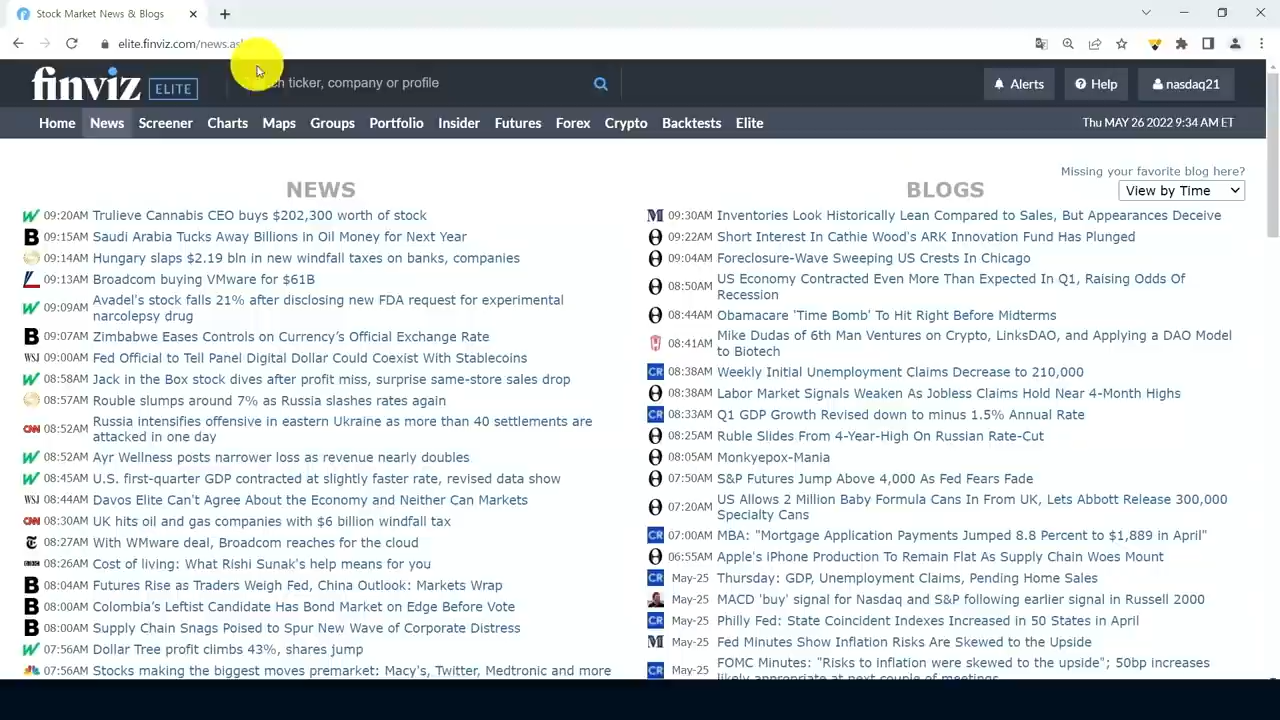 Stock Market News & Blogs
elite.finviz.com/news.as
finviz ELITE
ch ticker, company or profile
Alerts
Help
nasdaq21
Home News Screener Charts Maps Groups Portfolio Insider Futures Forex Crypto Backtests Elite
Thu MAY 26 2022 9:34 AM ET
Missing your favorite blog here?
View by Time
NEWS
09:20AM Trulieve Cannabis CEO buys $202,300 worth of stock
B 09:15AM Saudi Arabia Tucks Away Billions in Oil Money for Next Year
09:14AM Hungary slaps $2.19 bln in new windfall taxes on banks, companies
09:13AM Broadcom buying VMware for $61B
09:09AM Avadel's stock falls 21% after disclosing new FDA request for experimental
narcolepsy drug
B 09:07AM Zimbabwe Eases Controls on Currency’s Official Exchange Rate
WSJ 09:00AM Fed Official to Tell Panel Digital Dollar Could Coexist With Stablecoins
08:58AM Jack in the Box stock dives after profit miss, surprise same-store sales drop
08:57AM Rouble slumps around 7% as Russia slashes rates again
CNN 08:52AM Russia intensifies offensive in eastern Ukraine as more than 40 settlements are
attacked in one day
08:52AM Ayr Wellness posts narrower loss as revenue nearly doubles
08:45AM U.S. first-quarter GDP contracted at slightly faster rate, revised data show
WSJ 08:44AM Davos Elite Can't Agree About the Economy and Neither Can Markets
CNN 08:30AM UK hits oil and gas companies with $6 billion windfall tax
08:27AM With WMware deal, Broadcom reaches for the cloud
BBC 08:26AM Cost of living: What Rishi Sunak's help means for you
B 08:04AM Futures Rise as Traders Weigh Fed, China Outlook: Markets Wrap
B 08:00AM Colombia’s Leftist Candidate Has Bond Market on Edge Before Vote
B 08:00AM Supply Chain Snags Poised to Spur New Wave of Corporate Distress
07:56AM Dollar Tree profit climbs 43%, shares jump
07:56AM Stocks making the biggest moves premarket: Macy's, Twitter, Medtronic and more
BLOGS
M 09:30AM Inventories Look Historically Lean Compared to Sales, But Appearances Deceive
09:22AM Short Interest In Cathie Wood's ARK Innovation Fund Has Plunged
09:04AM Foreclosure-Wave Sweeping US Crests In Chicago
08:50AM US Economy Contracted Even More Than Expected In Q1, Raising Odds Of
Recession
08:44AM Obamacare 'Time Bomb' To Hit Right Before Midterms
08:41AM Mike Dudas of 6th Man Ventures on Crypto, LinksDAO, and Applying a DAO Model
to Biotech
CR 08:38AM Weekly Initial Unemployment Claims Decrease to 210,000
08:38AM Labor Market Signals Weaken As Jobless Claims Hold Near 4-Month Highs
CR 08:33AM Q1 GDP Growth Revised down to minus 1.5% Annual Rate
08:25AM Ruble Slides From 4-Year-High On Russian Rate-Cut
08:05AM Monkyepox-Mania
07:50AM S&P Futures Jump Above 4,000 As Fed Fears Fade
07:20AM US Allows 2 Million Baby Formula Cans In From UK, Lets Abbott Release 300,000
Specialty Cans
CR 07:00AM MBA: "Mortgage Application Payments Jumped 8.8 Percent to $1,889 in April"
06:55AM Apple's iPhone Production To Remain Flat As Supply Chain Woes Mount
CR May-25 Thursday: GDP, Unemployment Claims, Pending Home Sales
May-25 MACD 'buy' signal for Nasdaq and S&P following earlier signal in Russell 2000
CR May-25 Philly Fed: State Coincident Indexes Increased in 50 States in April
M May-25 Fed Minutes Show Inflation Risks Are Skewed to the Upside
CR May-25 FOMC Minutes: "Risks to inflation were skewed to the upside"; 50bp increases
likely appropriate at next couple of meetings